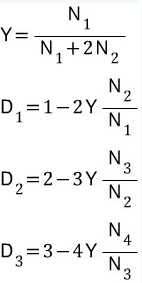 Y = N₁ / (N₁ + 2N₂)
D₁ = 1 − 2Y N₂ / N₁
D₂ = 2 − 3Y N₃ / N₂
D₃ = 3 − 4Y N₄ / N₃